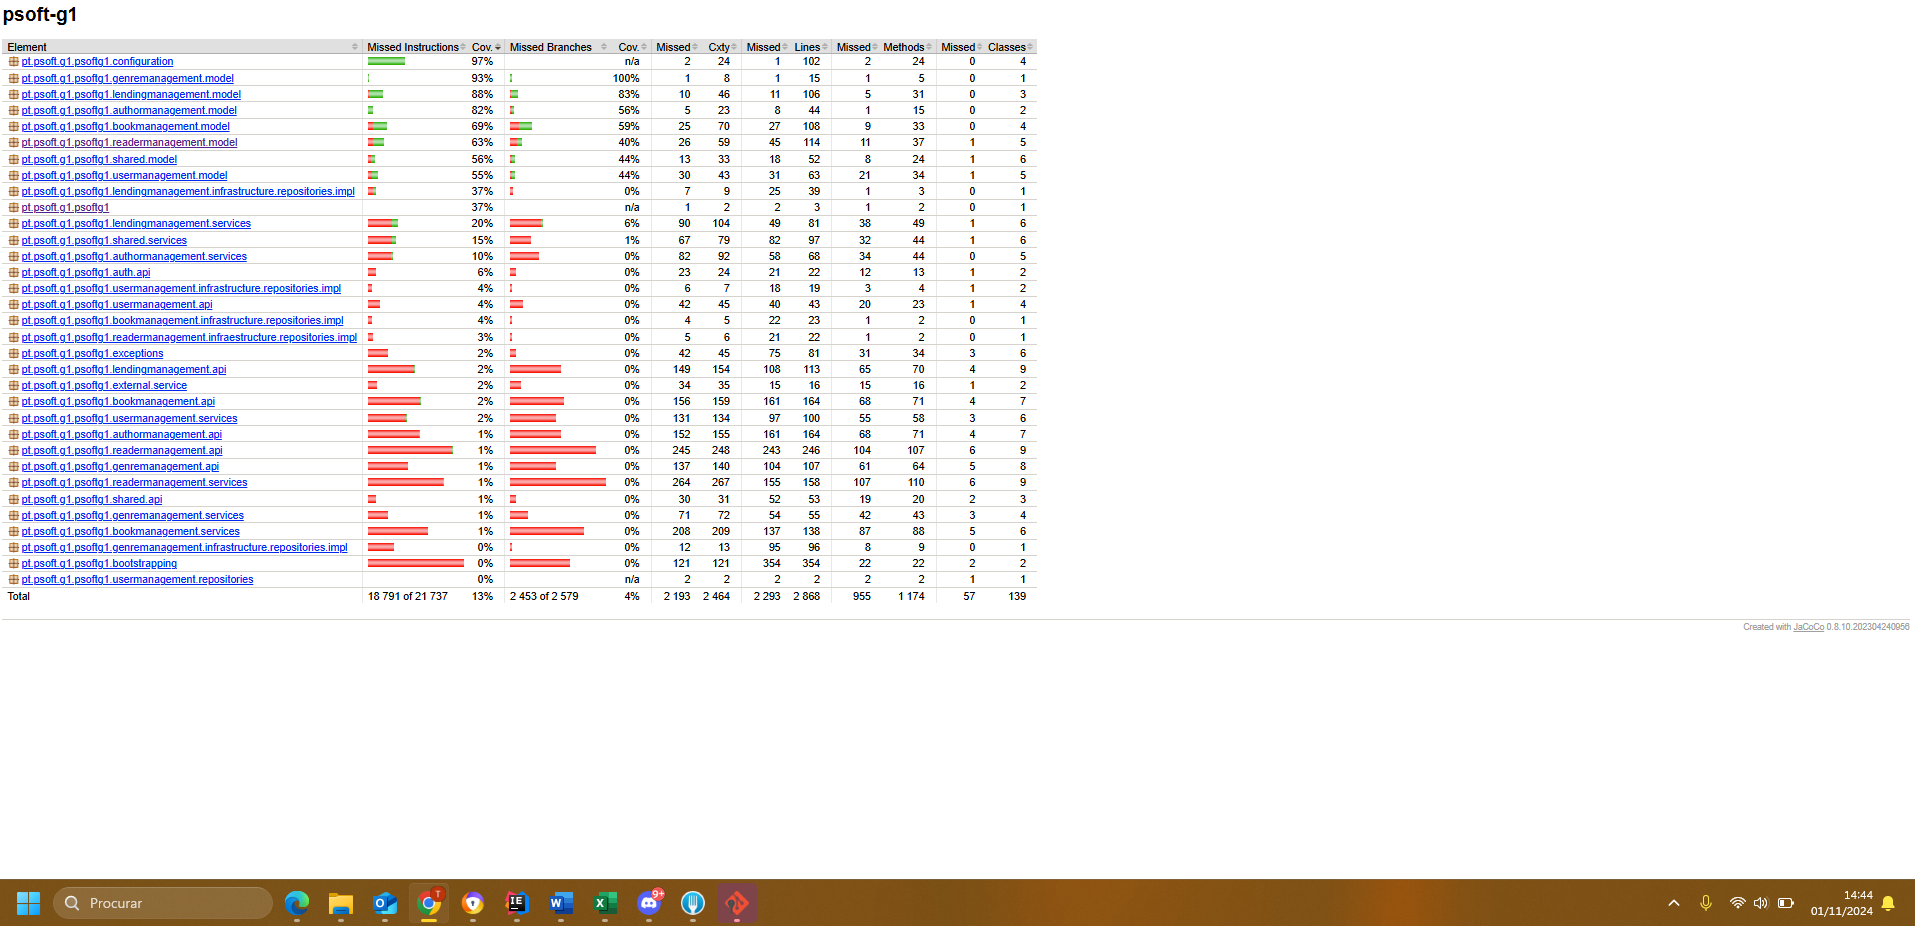 psoft-g1
Element Missed Instructions Cov. Missed Branches Cov. Missed Cxty Missed Lines Missed Methods Missed Classes
pt.psoft.g1.psoftg1.configuration 97% n/a 2 24 1 102 2 24 0 4
pt.psoft.g1.psoftg1.genremanagement.model 93% 100% 1 8 1 15 1 5 0 1
pt.psoft.g1.psoftg1.lendingmanagement.model 88% 83% 10 46 11 106 5 31 0 3
pt.psoft.g1.psoftg1.authormanagement.model 82% 56% 5 23 8 44 1 15 0 2
pt.psoft.g1.psoftg1.bookmanagement.model 69% 59% 25 70 27 108 9 33 0 4
pt.psoft.g1.psoftg1.readermanagement.model 63% 40% 26 59 45 114 11 37 1 5
pt.psoft.g1.psoftg1.shared.model 56% 44% 13 33 18 52 8 24 1 6
pt.psoft.g1.psoftg1.usermanagement.model 55% 44% 30 43 31 63 21 34 1 5
pt.psoft.g1.psoftg1.lendingmanagement.infrastructure.repositories.impl 37% 0% 7 9 25 39 1 3 0 1
pt.psoft.g1.psoftg1 37% n/a 1 2 2 3 1 2 0 1
pt.psoft.g1.psoftg1.lendingmanagement.services 20% 6% 90 104 49 81 38 49 1 6
pt.psoft.g1.psoftg1.shared.services 15% 1% 67 79 82 97 32 44 1 6
pt.psoft.g1.psoftg1.authormanagement.services 10% 0% 82 92 58 68 34 44 0 5
pt.psoft.g1.psoftg1.auth.api 6% 0% 23 24 21 22 12 13 1 2
pt.psoft.g1.psoftg1.usermanagement.infrastructure.repositories.impl 4% 0% 6 7 18 19 3 4 1 2
pt.psoft.g1.psoftg1.usermanagement.api 4% 0% 42 45 40 43 20 23 1 4
pt.psoft.g1.psoftg1.bookmanagement.infrastructure.repositories.impl 4% 0% 4 5 22 23 1 2 0 1
pt.psoft.g1.psoftg1.readermanagement.infraestructure.repositories.impl 3% 0% 5 6 21 22 1 2 0 1
pt.psoft.g1.psoftg1.exceptions 2% 0% 42 45 75 81 31 34 3 6
pt.psoft.g1.psoftg1.lendingmanagement.api 2% 0% 149 154 108 113 65 70 4 9
pt.psoft.g1.psoftg1.external.service 2% 0% 34 35 15 16 15 16 1 2
pt.psoft.g1.psoftg1.bookmanagement.api 2% 0% 156 159 161 164 68 71 4 7
pt.psoft.g1.psoftg1.usermanagement.services 2% 0% 131 134 97 100 55 58 3 6
pt.psoft.g1.psoftg1.authormanagement.api 1% 0% 152 155 161 164 68 71 4 7
pt.psoft.g1.psoftg1.readermanagement.api 1% 0% 245 248 243 246 104 107 6 9
pt.psoft.g1.psoftg1.genremanagement.api 1% 0% 137 140 104 107 61 64 5 8
pt.psoft.g1.psoftg1.readermanagement.services 1% 0% 264 267 155 158 107 110 6 9
pt.psoft.g1.psoftg1.shared.api 1% 0% 30 31 52 53 19 20 2 3
pt.psoft.g1.psoftg1.genremanagement.services 1% 0% 71 72 54 55 42 43 3 4
pt.psoft.g1.psoftg1.bookmanagement.services 1% 0% 208 209 137 138 87 88 5 6
pt.psoft.g1.psoftg1.genremanagement.infrastructure.repositories.impl 0% 0% 12 13 95 96 8 9 0 1
pt.psoft.g1.psoftg1.bootstrapping 0% 0% 121 121 354 354 22 22 2 2
pt.psoft.g1.psoftg1.usermanagement.repositories 0% n/a 2 2 2 2 2 2 1 1
Total 18 791 of 21 737 13% 2 453 of 2 579 4% 2 193 2 464 2 293 2 868 955 1 174 57 139
Created with JaCoCo 0.8.10.202304240956
Procurar
T
IE
9+
14:44
01/11/2024